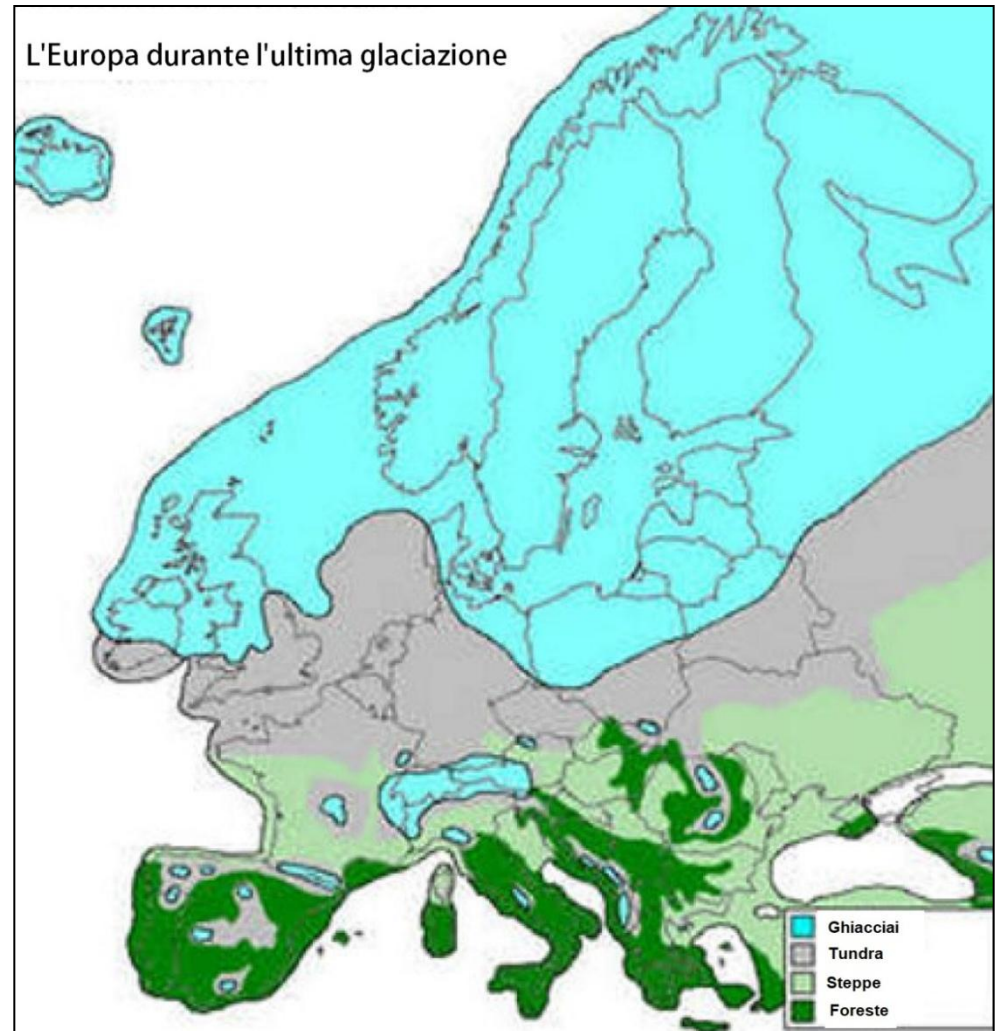 L'Europa durante l'ultima glaciazione
Ghiacciai
Tundra
Steppe
Foreste